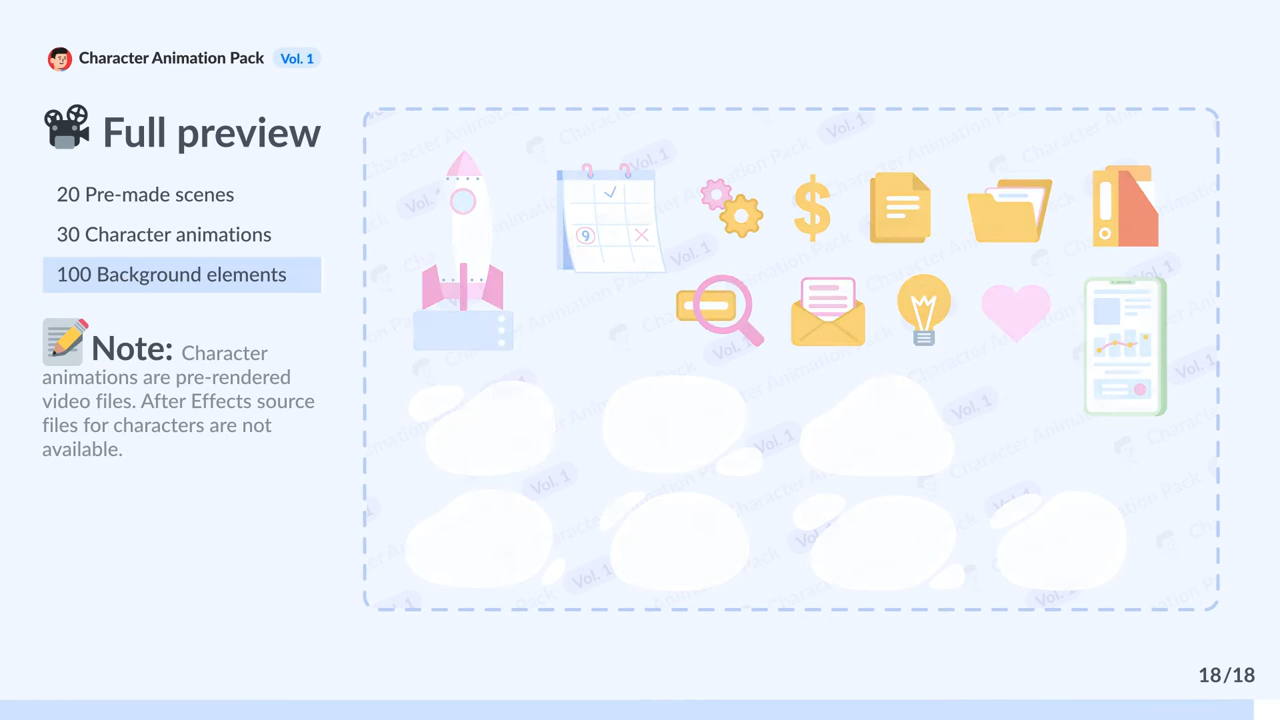 Character Animation Pack Vol. 1
Full preview
20 Pre-made scenes
30 Character animations
100 Background elements
Note: Character
animations are pre-rendered
video files. After Effects source
files for characters are not
available.
$
9
18/18